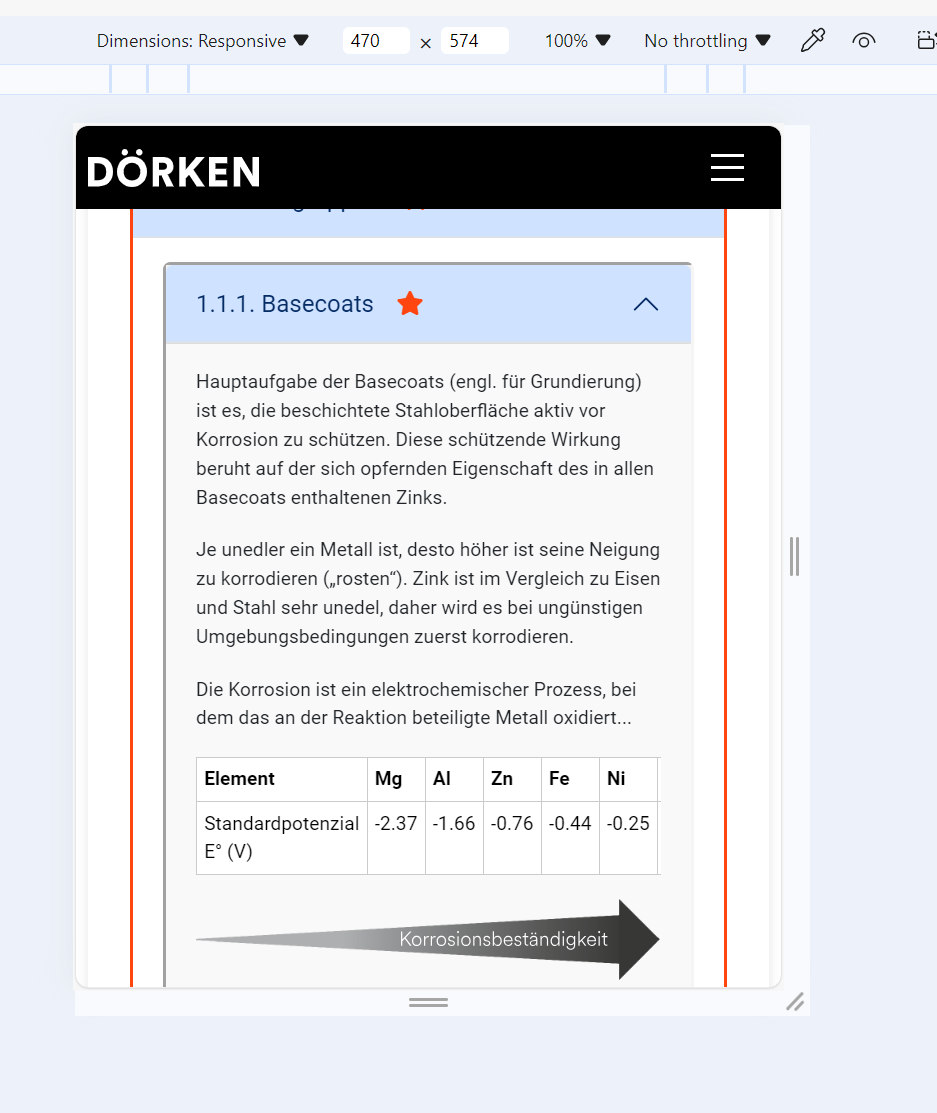 Dimensions: Responsive
470 × 574
100%
No throttling
DÖRKEN
1.1.1. Basecoats
Hauptaufgabe der Basecoats (engl. für Grundierung)
ist es, die beschichtete Stahloberfläche aktiv vor
Korrosion zu schützen. Diese schützende Wirkung
beruht auf der sich opfernden Eigenschaft des in allen
Basecoats enthaltenen Zinks.
Je unedler ein Metall ist, desto höher ist seine Neigung
zu korrodieren („rosten“). Zink ist im Vergleich zu Eisen
und Stahl sehr unedel, daher wird es bei ungünstigen
Umgebungsbedingungen zuerst korrodieren.
Die Korrosion ist ein elektrochemischer Prozess, bei
dem das an der Reaktion beteiligte Metall oxidiert...
Element Mg Al Zn Fe Ni
Standardpotenzial -2.37 -1.66 -0.76 -0.44 -0.25
E° (V)
Korrosionsbeständigkeit